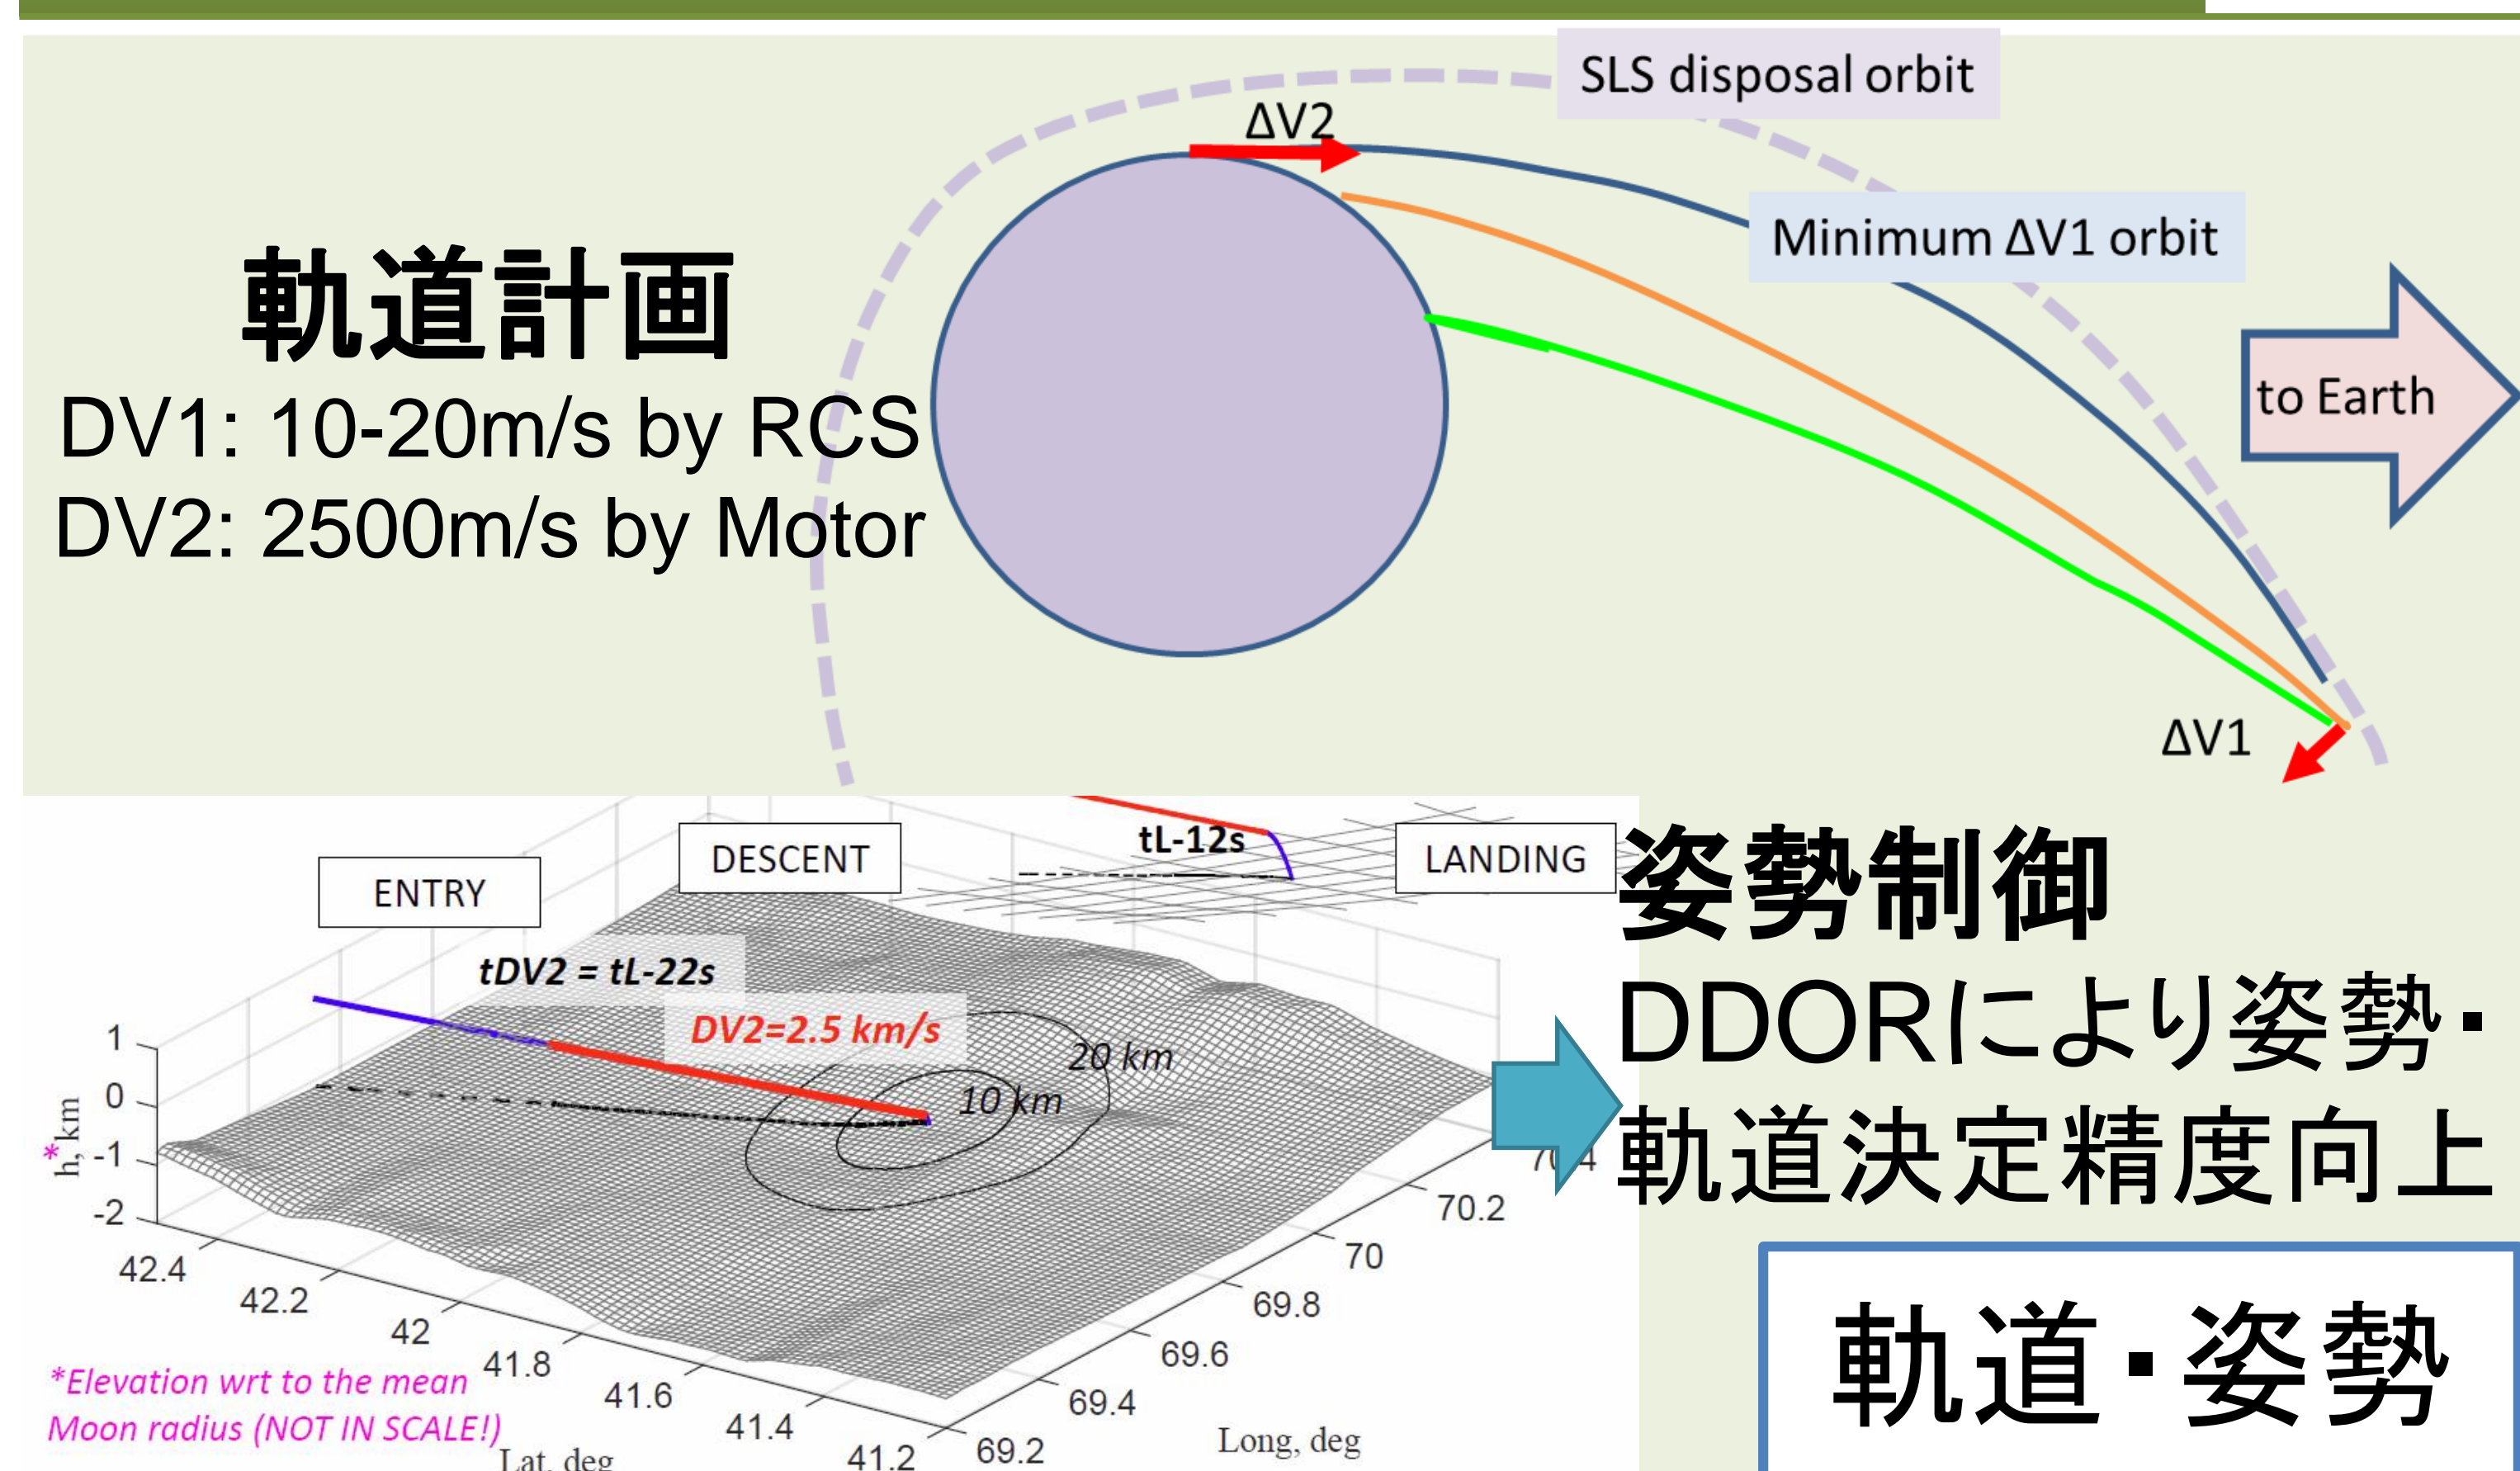 SLS disposal orbit
ΔV2
Minimum ΔV1 orbit
to Earth
ΔV1
軌道計画
DV1: 10-20m/s by RCS
DV2: 2500m/s by Motor
ENTRY
DESCENT
tL-12s
LANDING
tDV2 = tL-22s
DV2=2.5 km/s
20 km
10 km
1
0
-1
-2
*h, km
42.4
42.2
42
41.8
41.6
41.4
41.2
Lat, deg
69.2
69.4
69.6
69.8
70
70.2
70.4
Long, deg
*Elevation wrt to the mean
Moon radius (NOT IN SCALE!)
姿勢制御
DDORにより姿勢・
軌道決定精度向上
軌道・姿勢